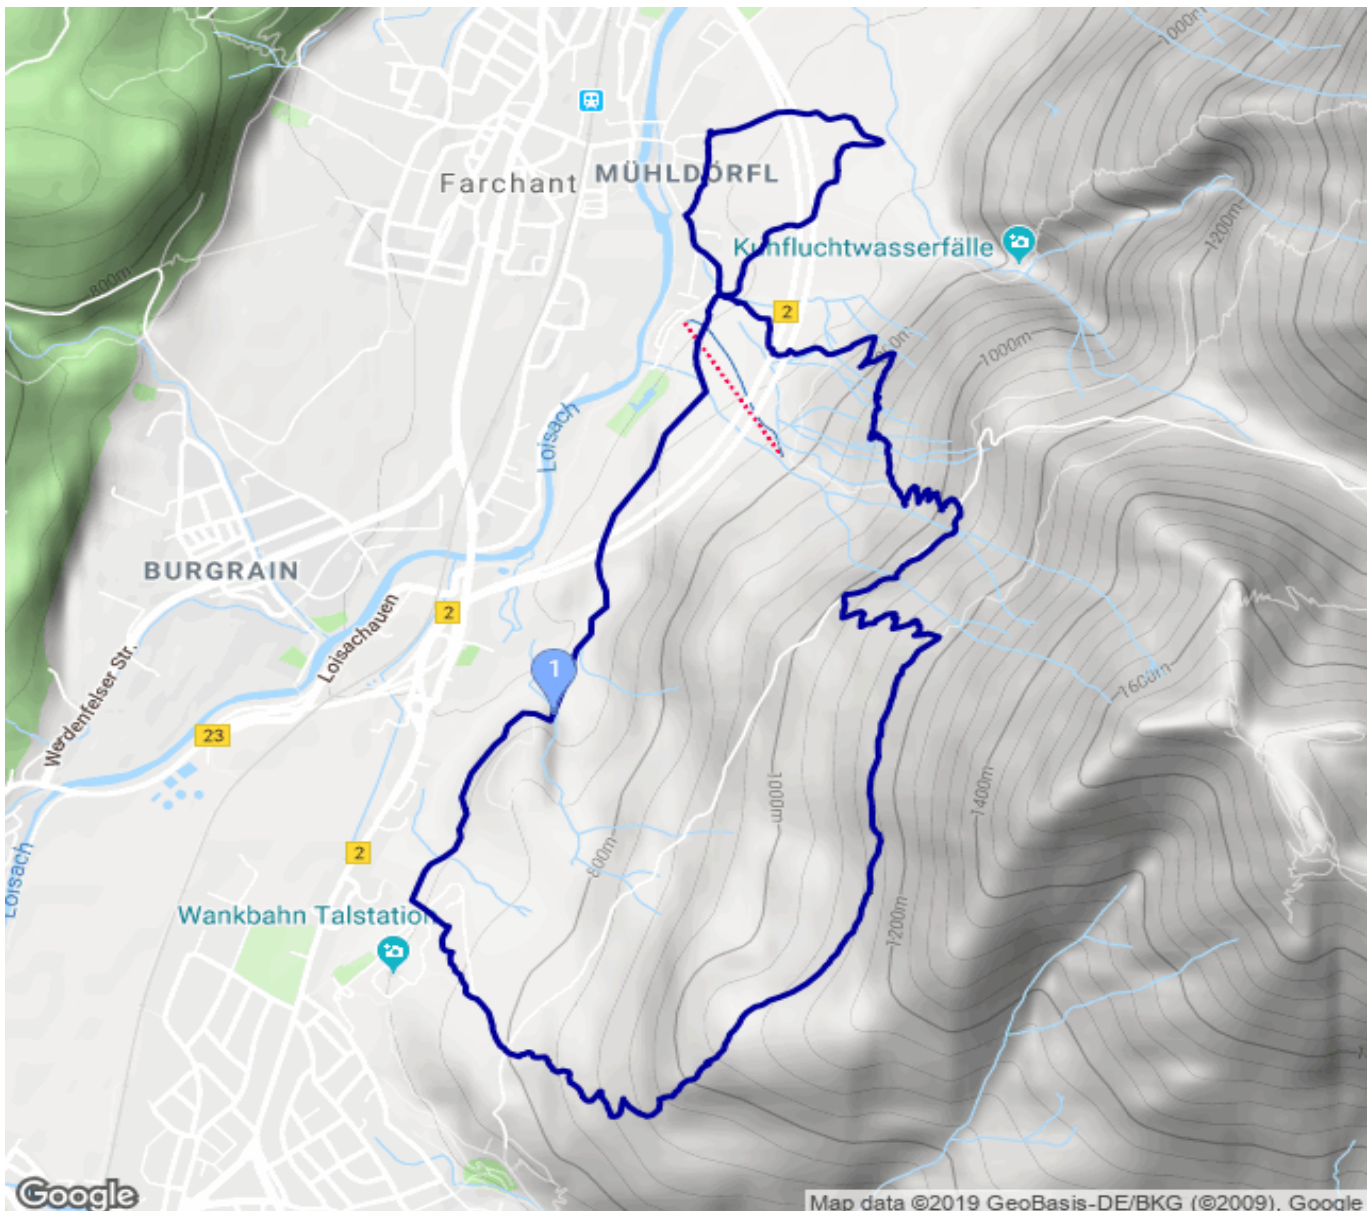 1000m
Farchant
MÜHLDÖRFL
1200m
Kuhfluchtwasserfälle
800m
2
1000m
Loisach
BURGRAIN
2
Loisachauen
Werdenfelser Str.
1
1600m
23
1000m
1400m
800m
2
Loisach
Wankbahn Talstation
1200m
Google
Map data ©2019 GeoBasis-DE/BKG (©2009), Google